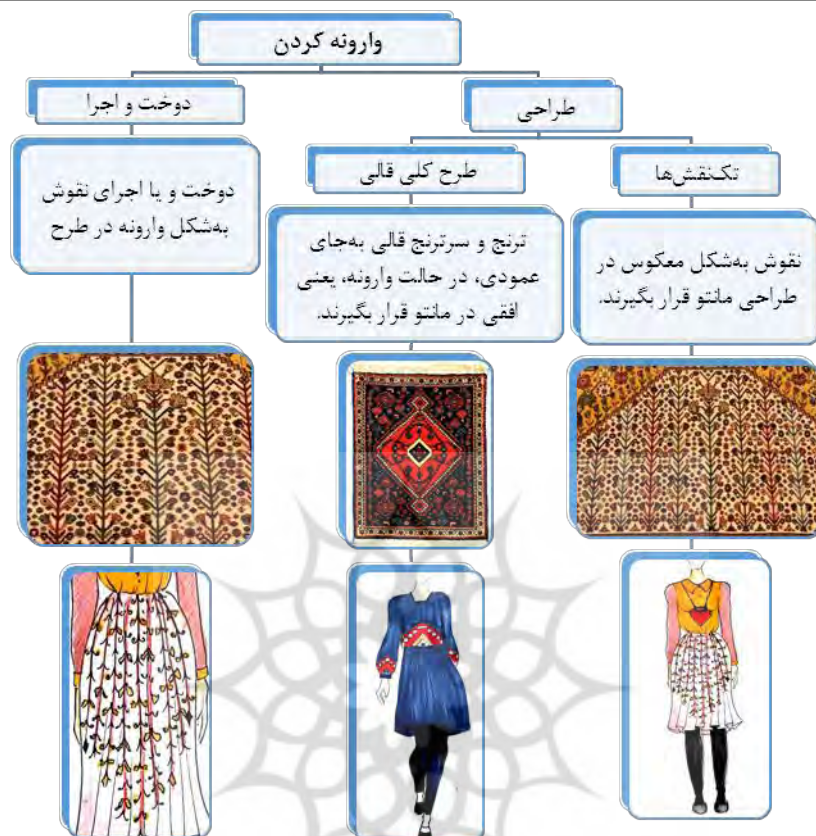 وارونه کردن
طراحی
دوخت و اجرا
تک‌نقش‌ها
طرح کلی قالی
نقوش به‌شکل معکوس در
طراحی مانتو قرار بگیرند.
ترنج و سرترنج قالی به‌جای
عمودی، در حالت وارونه، یعنی
افقی در مانتو قرار بگیرند.
دوخت و یا اجرای نقوش
به‌شکل وارونه در طرح